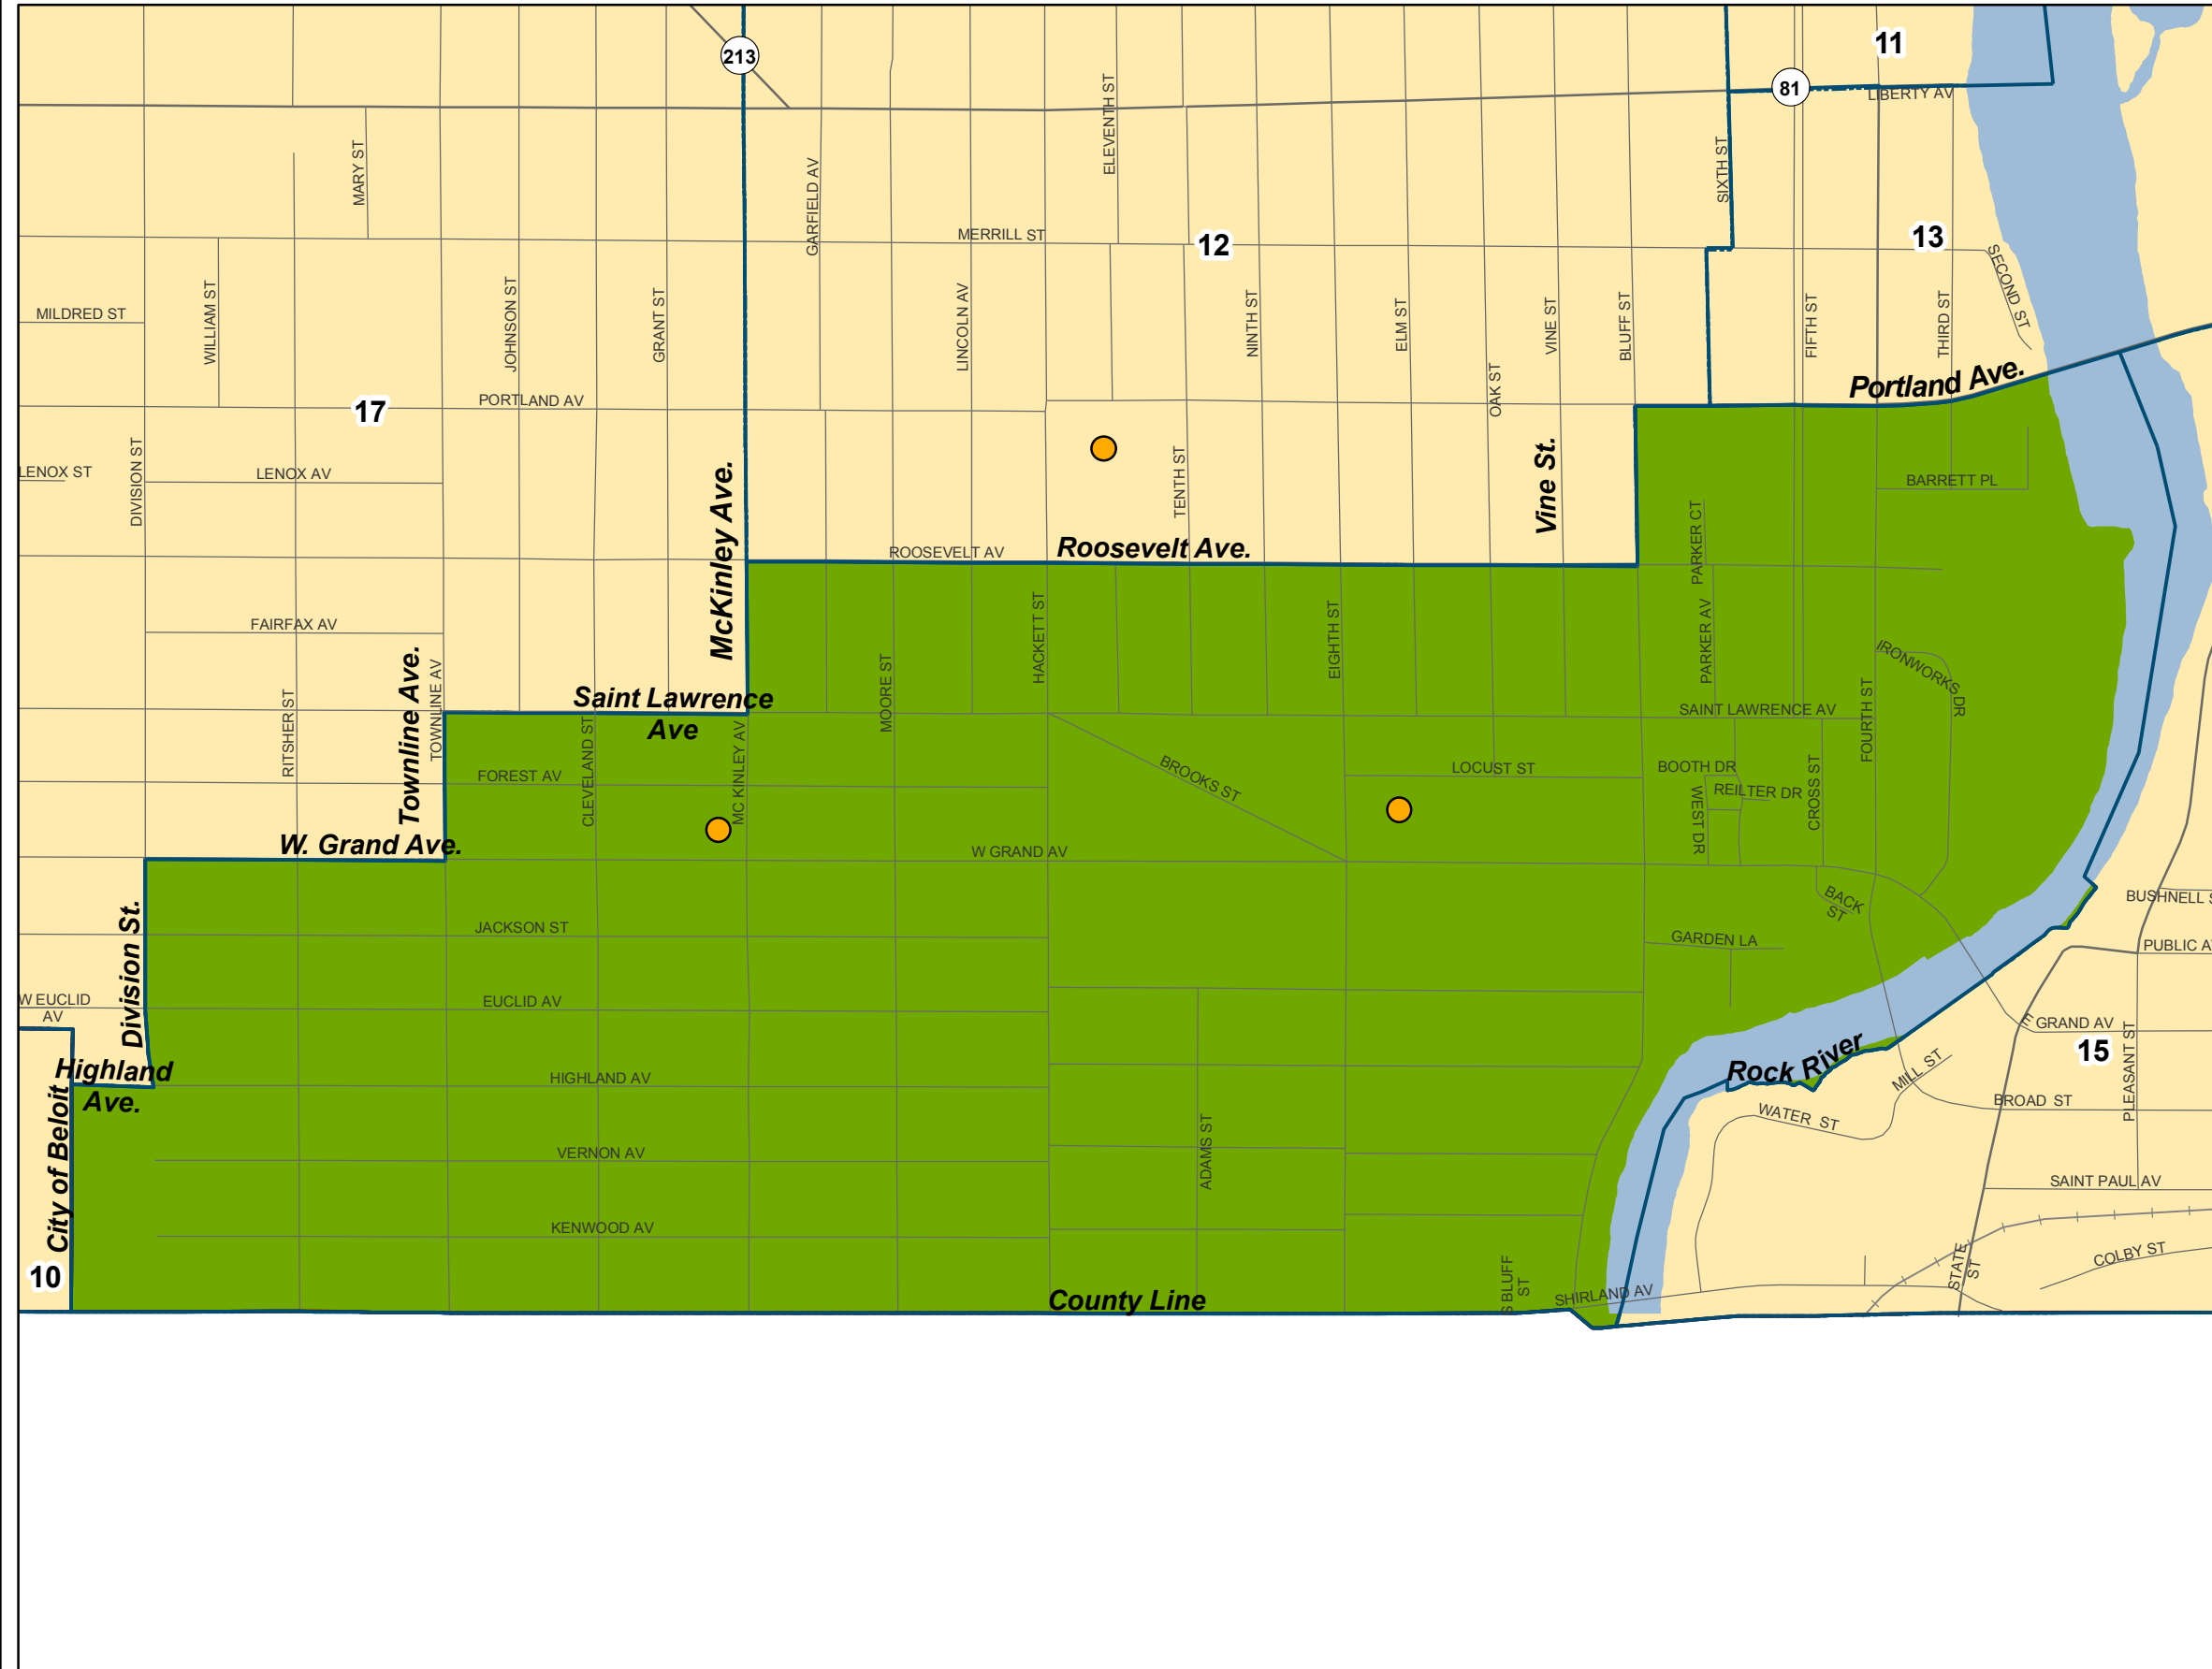 11
213
81
LIBERTY AV
ELEVENTH ST
MARY ST
SIXTH ST
GARFIELD AV
MERRILL ST
12
13
SECOND ST
MILDRED ST
WILLIAM ST
JOHNSON ST
GRANT ST
LINCOLN AV
NINTH ST
ELM ST
VINE ST
BLUFF ST
FIFTH ST
THIRD ST
Portland Ave.
OAK ST
PORTLAND AV
17
DIVISION ST
LENOX ST
LENOX AV
McKinley Ave.
TENTH ST
Vine St.
BARRETT PL
PARKER CT
ROOSEVELT AV
Roosevelt Ave.
FAIRFAX AV
HACKETT ST
EIGHTH ST
PARKER AV
IRONWORKS DR
Townline Ave.
TOWNLINE AV
RITSHER ST
Saint Lawrence
Ave
MOORE ST
SAINT LAWRENCE AV
FOURTH ST
CLEVELAND ST
MC KINLEY AV
FOREST AV
BROOKS ST
LOCUST ST
BOOTH DR
REILTER DR
WEST DR
CROSS ST
W. Grand Ave.
W GRAND AV
BACK
ST
BUSHNELL S
Division St.
JACKSON ST
GARDEN LA
PUBLIC A
W EUCLID
AV
EUCLID AV
E
GRAND AV
15
PLEASANT ST
Rock River
Highland
Ave.
HIGHLAND AV
MILL ST
BROAD ST
WATER ST
City of Beloit
VERNON AV
ADAMS ST
SAINT PAUL AV
KENWOOD AV
COLBY ST
STATE
ST
10
S BLUFF
ST
SHIRLAND AV
County Line